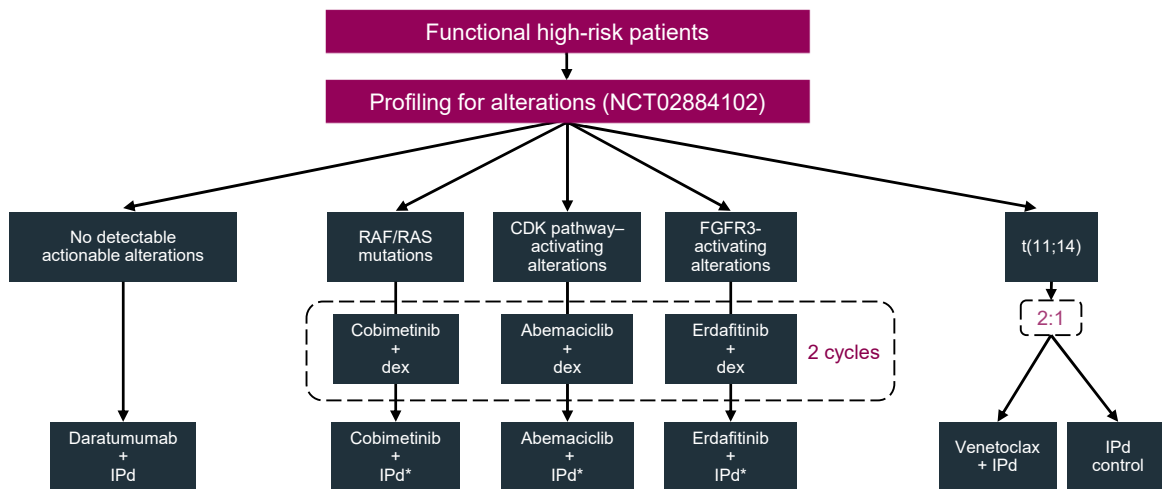 Functional high-risk patients
Profiling for alterations (NCT02884102)
No detectable
actionable alterations
RAF/RAS
mutations
CDK pathway–
activating
alterations
FGFR3-
activating
alterations
t(11;14)
Cobimetinib
+
dex
Abemaciclib
+
dex
Erdafitinib
+
dex
2 cycles
2:1
Daratumumab
+
IPd
Cobimetinib
+
IPd*
Abemaciclib
+
IPd*
Erdafitinib
+
IPd*
Venetoclax
+ IPd
IPd
control